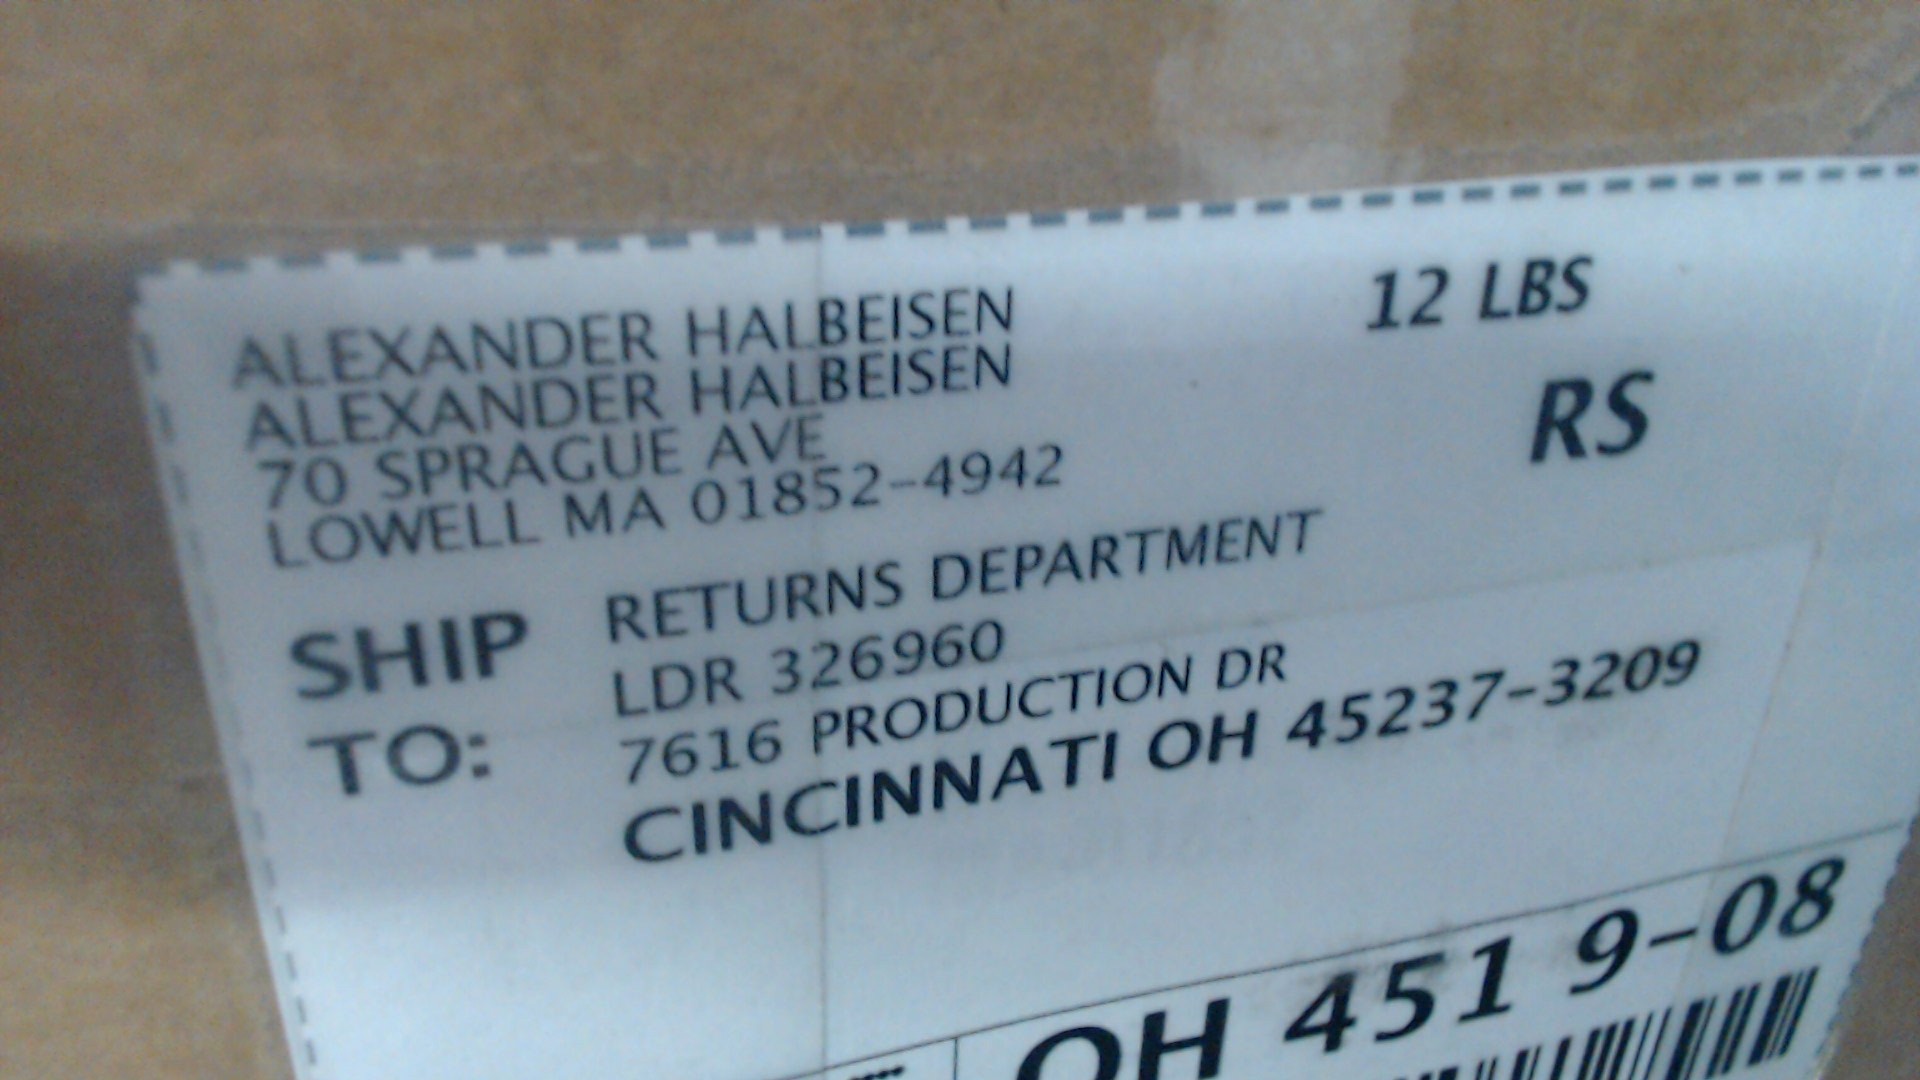 ALEXANDER HALBEISEN
12 LBS
ALEXANDER HALBEISEN
RS
70 SPRAGUE AVE
LOWELL MA 01852-4942
SHIP TO:
RETURNS DEPARTMENT
LDR 326960
7616 PRODUCTION DR
CINCINNATI OH 45237-3209
OH 451 9-08